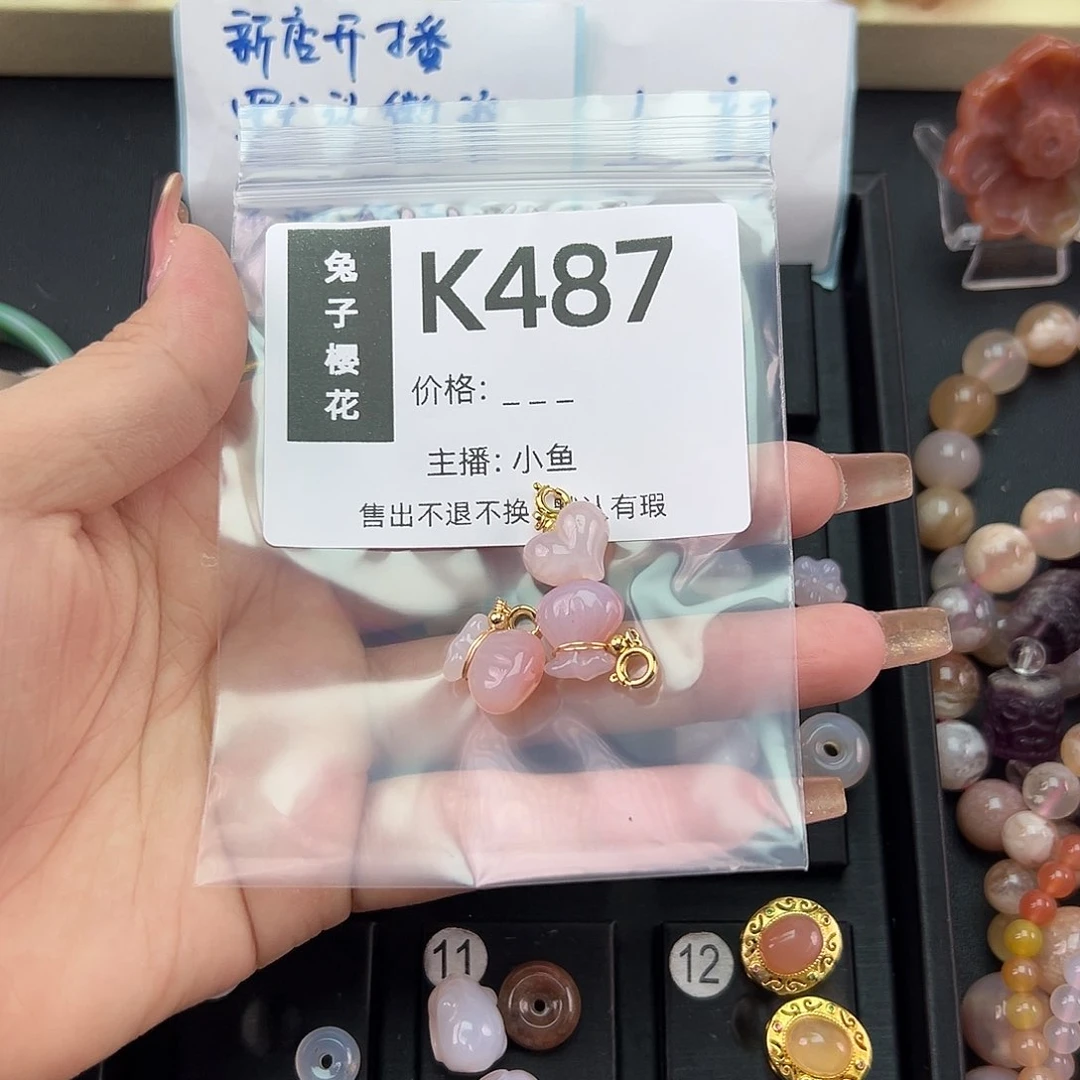 新店开播
兔子樱花
K487
价格: _ _ _
主播: 小鱼
售出不退不换 认有瑕
11
12